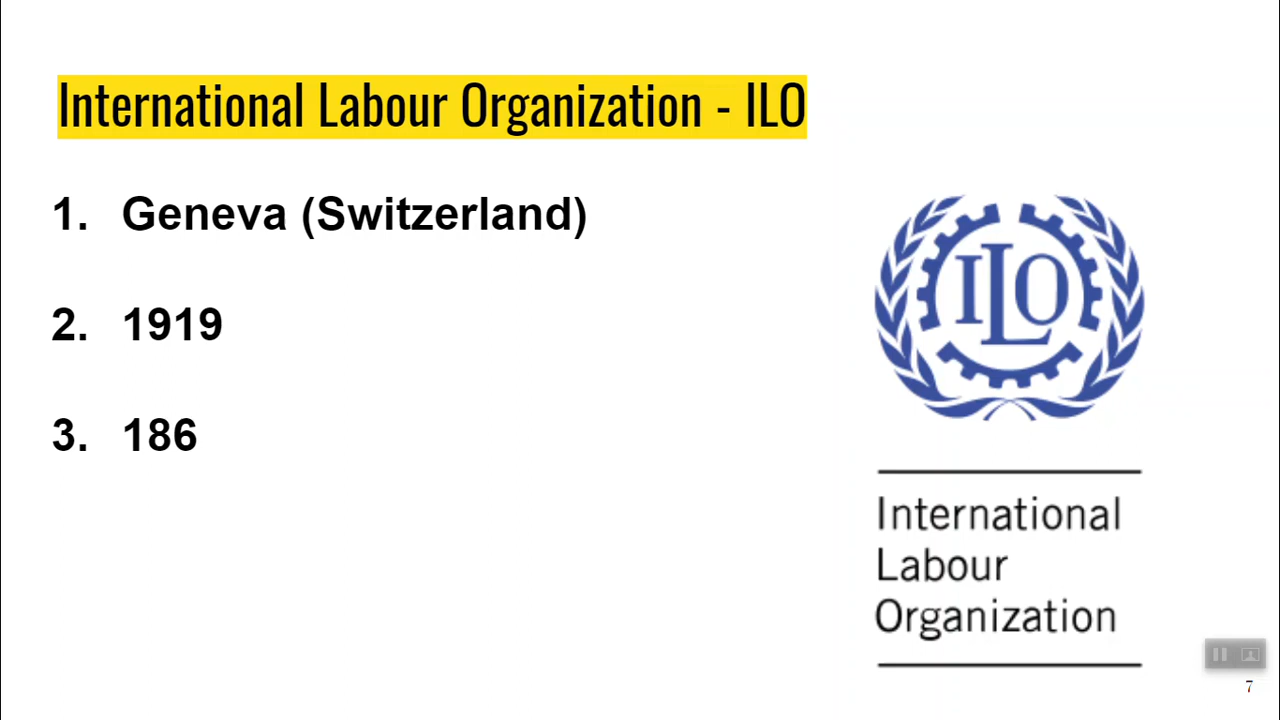 International Labour Organization - ILO
1. Geneva (Switzerland)
2. 1919
3. 186
ILO
International
Labour
Organization
7